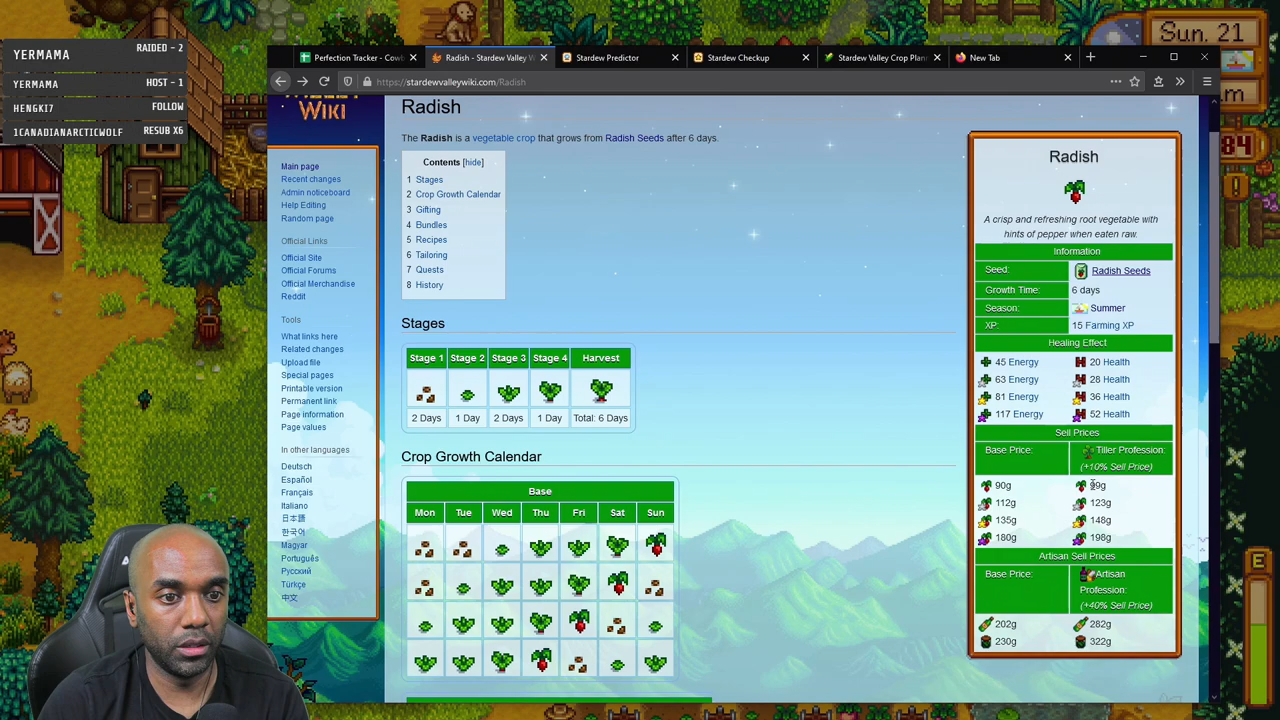 YERMAMA RAIDED - 2
YERMAMA HOST - 1
HENGKI7 FOLLOW
1CANADIANARCTICWOLF RESUB X6
Sun. 21
84
E
Perfection Tracker - Cowb
Radish - Stardew Valley W
Stardew Predictor
Stardew Checkup
Stardew Valley Crop Plan
New Tab
https://stardewvalleywiki.com/Radish
WIKI
Main page
Recent changes
Admin noticeboard
Help Editing
Random page
Official Links
Official Site
Official Forums
Official Merchandise
Reddit
Tools
What links here
Related changes
Upload file
Special pages
Printable version
Permanent link
Page information
Page values
In other languages
Deutsch
Español
Français
Italiano
日本語
한국어
Magyar
Português
Русский
Türkçe
中文
Radish
The Radish is a vegetable crop that grows from Radish Seeds after 6 days.
Contents [hide]
1 Stages
2 Crop Growth Calendar
3 Gifting
4 Bundles
5 Recipes
6 Tailoring
7 Quests
8 History
Stages
Stage 1 Stage 2 Stage 3 Stage 4 Harvest
2 Days 1 Day 2 Days 1 Day Total: 6 Days
Crop Growth Calendar
Base
Mon Tue Wed Thu Fri Sat Sun
Radish
A crisp and refreshing root vegetable with
hints of pepper when eaten raw.
Information
Seed: Radish Seeds
Growth Time: 6 days
Season: Summer
XP: 15 Farming XP
Healing Effect
45 Energy 20 Health
63 Energy 28 Health
81 Energy 36 Health
117 Energy 52 Health
Sell Prices
Base Price: Tiller Profession:
(+10% Sell Price)
90g 99g
112g 123g
135g 148g
180g 198g
Artisan Sell Prices
Base Price: Artisan
Profession:
(+40% Sell Price)
202g 282g
230g 322g